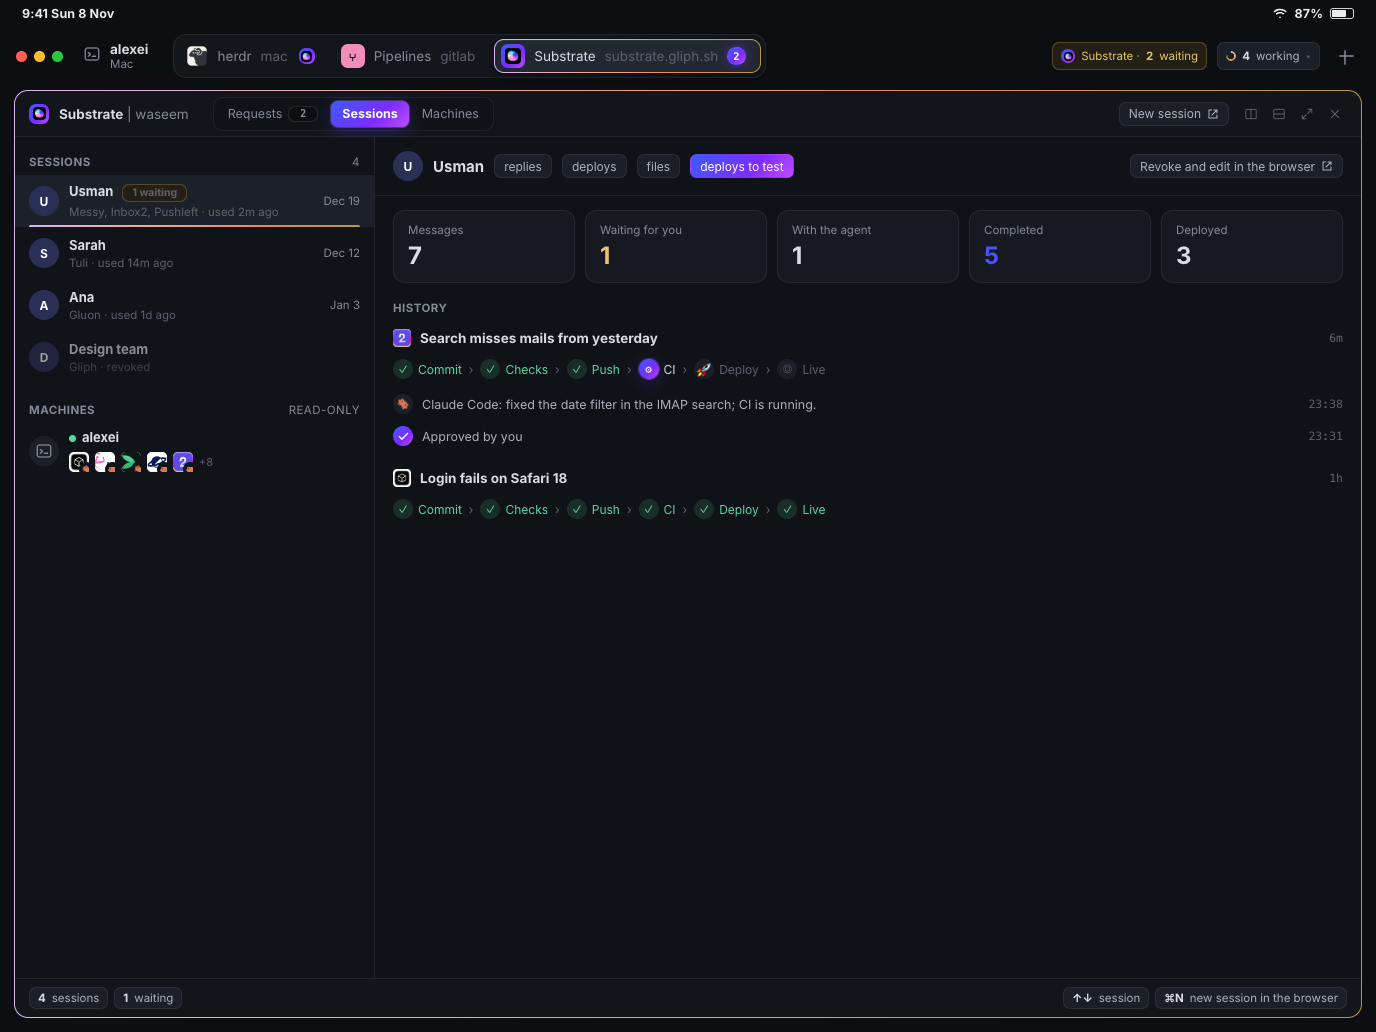 9:41 Sun 8 Nov
87%
alexei
Mac
herdr mac
Pipelines gitlab
Substrate substrate.gliph.sh 2
Substrate · 2 waiting
4 working
Substrate | waseem
Requests 2
Sessions
Machines
New session
SESSIONS 4
U
Usman 1 waiting
Messy, Inbox2, Pushleft · used 2m ago
Dec 19
S
Sarah
Tuli · used 14m ago
Dec 12
A
Ana
Gluon · used 1d ago
Jan 3
D
Design team
Gliph · revoked
MACHINES READ-ONLY
alexei
2
+8
U Usman replies deploys files deploys to test
Revoke and edit in the browser
Messages
7
Waiting for you
1
With the agent
1
Completed
5
Deployed
3
HISTORY
2 Search misses mails from yesterday 6m
Commit › Checks › Push › CI › Deploy › Live
Claude Code: fixed the date filter in the IMAP search; CI is running. 23:38
Approved by you 23:31
Login fails on Safari 18 1h
Commit › Checks › Push › CI › Deploy › Live
4 sessions
1 waiting
↑↓ session
⌘N new session in the browser